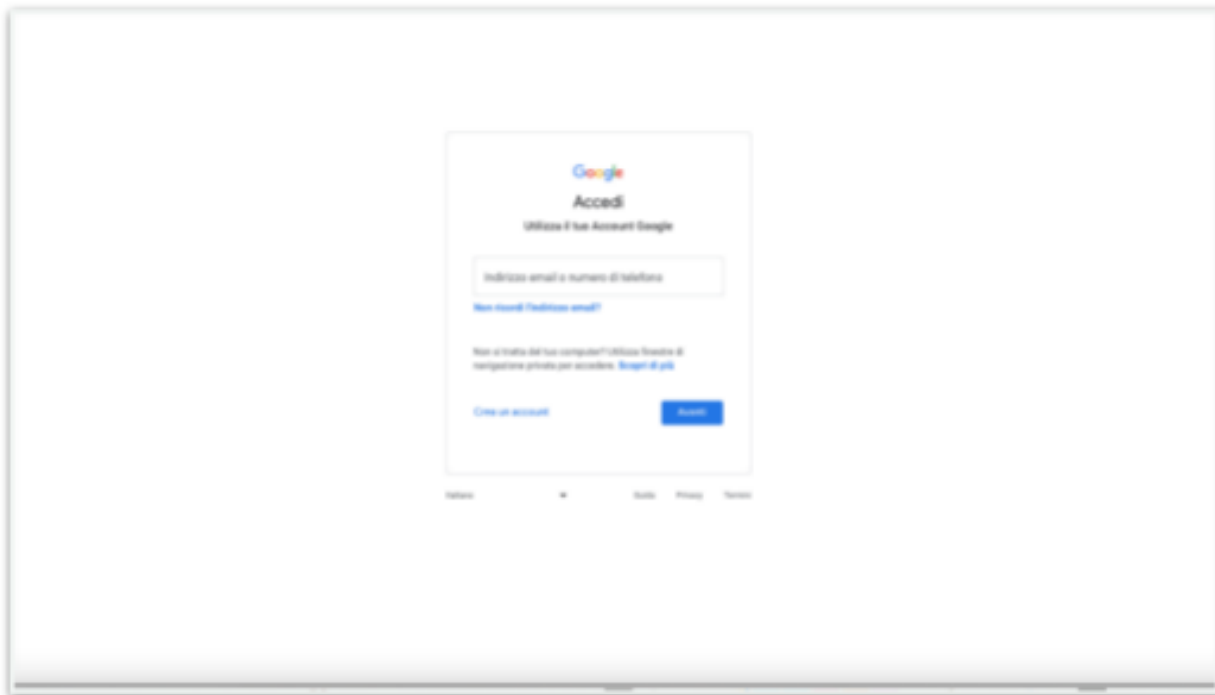 Google
Accedi
Utilizza il tuo Account Google
Indirizzo email o numero di telefono
Non ricordi l'indirizzo email?
Non si tratta del tuo computer? Utilizza finestre di
navigazione privata per accedere. Scopri di più
Crea un account
Avanti
Italiano
Guida
Privacy
Termini